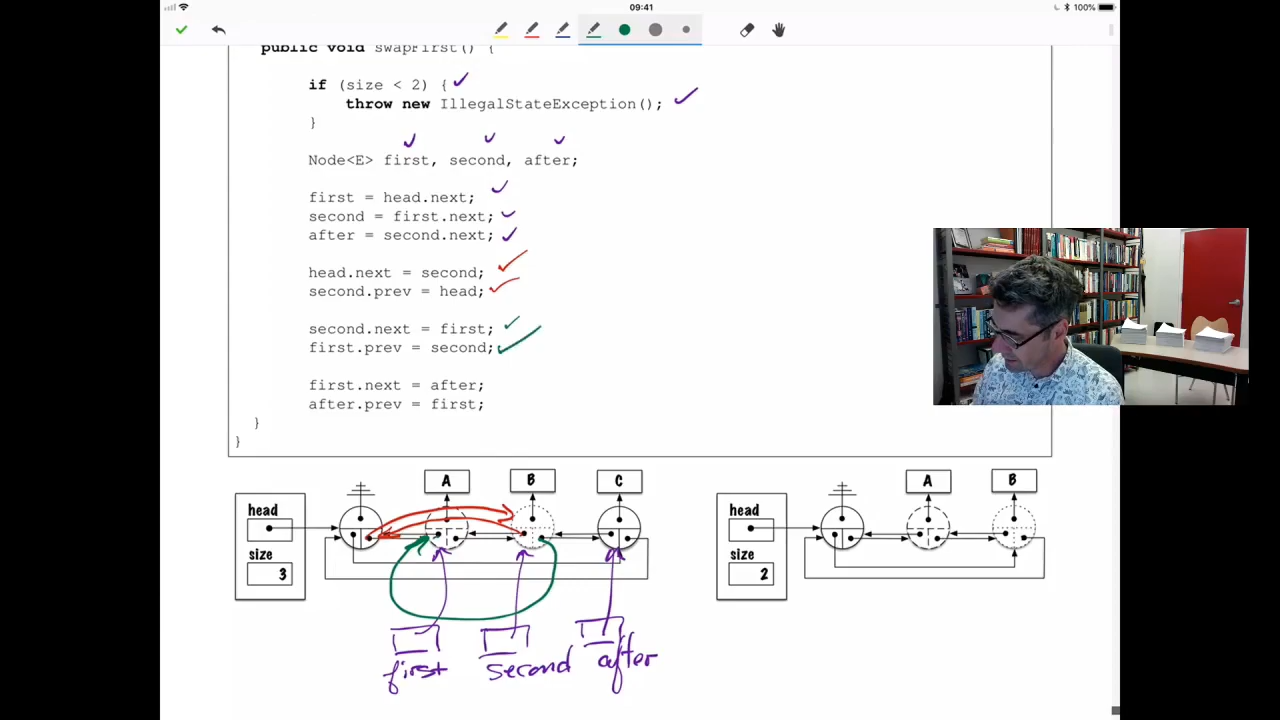 09:41
100%
public void swapFirst() {
if (size < 2) {
throw new IllegalStateException();
}
Node<E> first, second, after;
first = head.next;
second = first.next;
after = second.next;
head.next = second;
second.prev = head;
second.next = first;
first.prev = second;
first.next = after;
after.prev = first;
}
}
A B C
head
size
3
first second after
A B
head
size
2